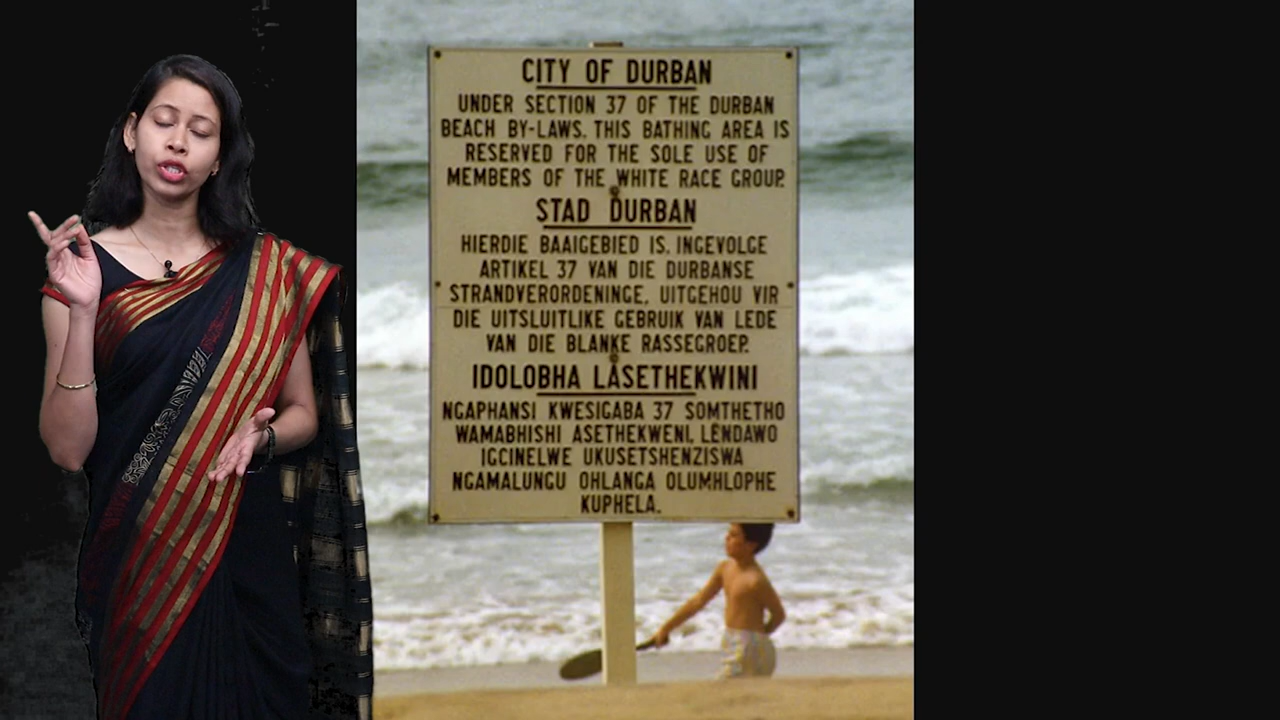 CITY OF DURBAN
UNDER SECTION 37 OF THE DURBAN
BEACH BY-LAWS. THIS BATHING AREA IS
RESERVED FOR THE SOLE USE OF
MEMBERS OF THE WHITE RACE GROUP.
STAD DURBAN
HIERDIE BAAIGEBIED IS, INGEVOLGE
ARTIKEL 37 VAN DIE DURBANSE
STRANDVERORDENINGE, UITGEHOU VIR
DIE UITSLUITLIKE GEBRUIK VAN LEDE
VAN DIE BLANKE RASSEGROEP.
IDOLOBHA LASETHEKWINI
NGAPHANSI KWESIGABA 37 SOMTHETHO
WAMABHISHI ASETHEKWENI, LENDAWO
IGCINELWE UKUSETSHENZISWA
NGAMALUNGU OHLANGA OLUMHLOPHE
KUPHELA.